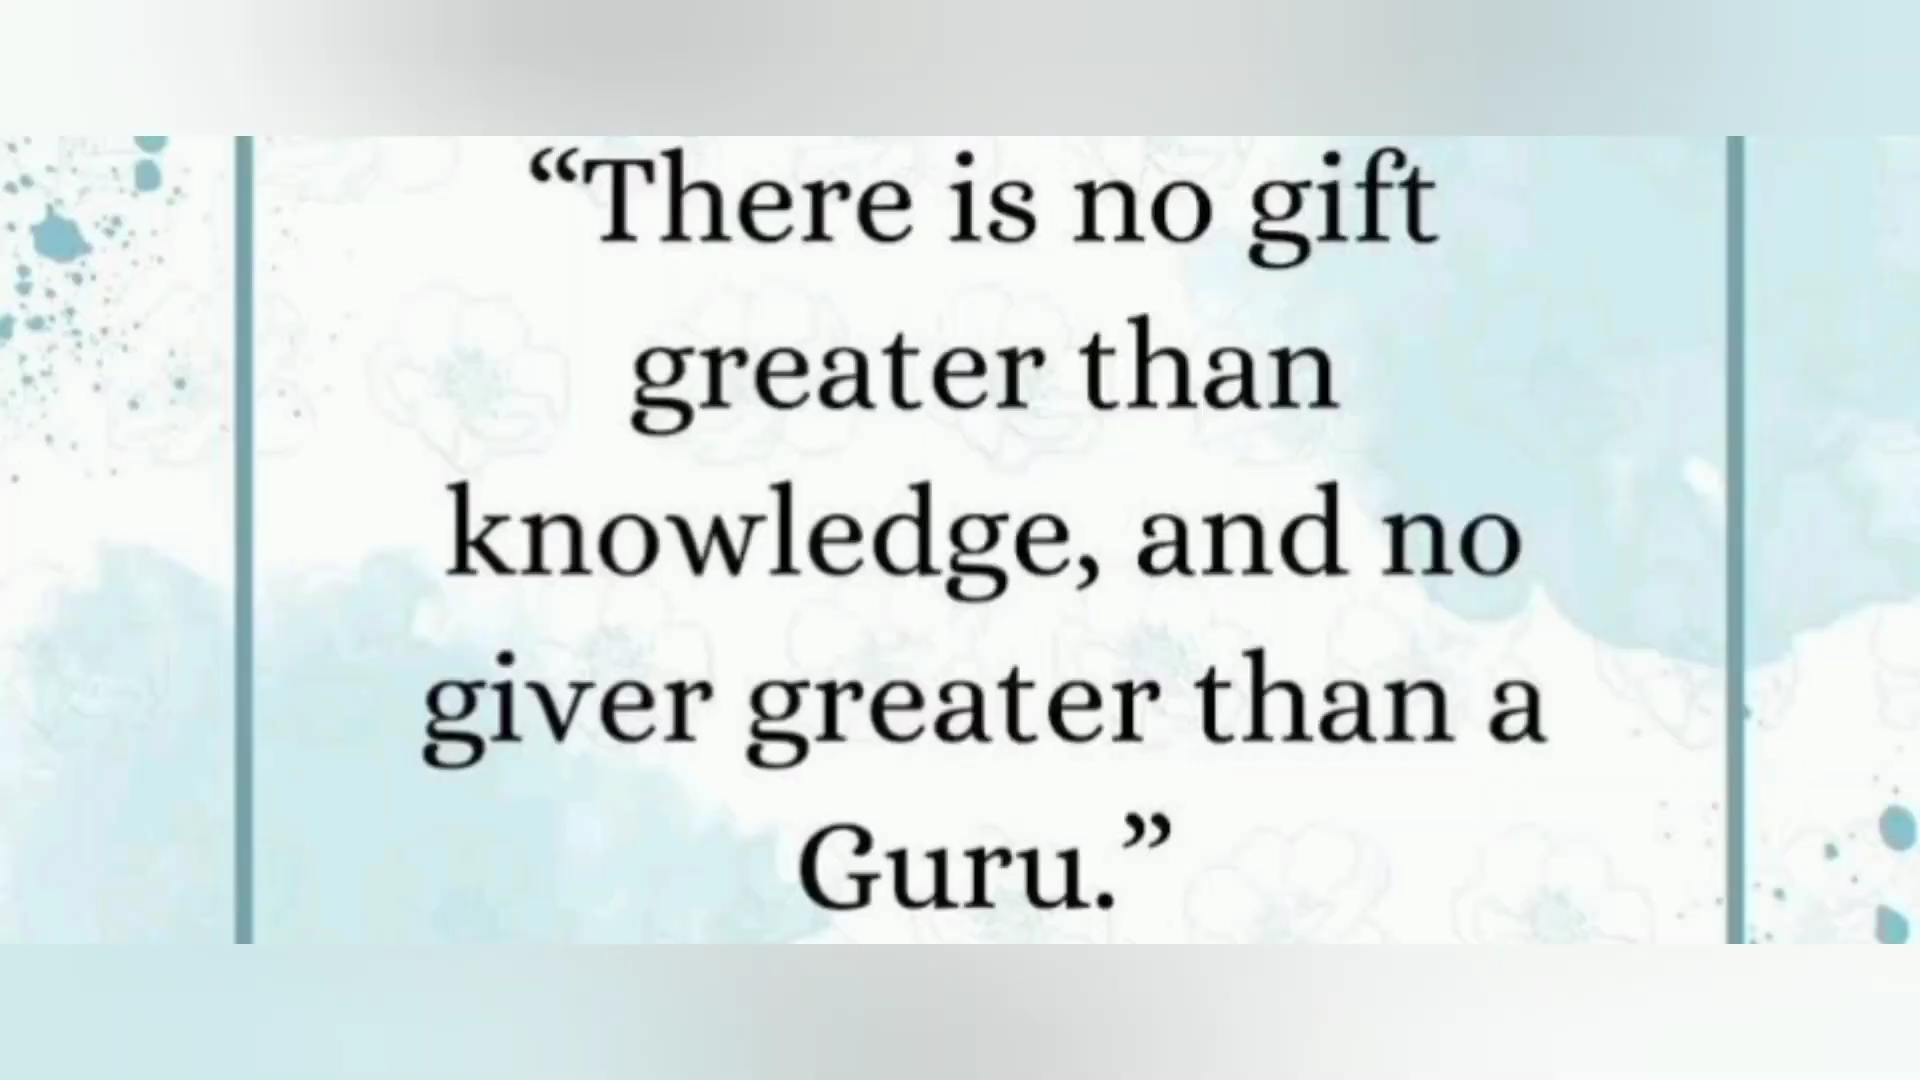 “There is no gift
greater than
knowledge, and no
giver greater than a
Guru.”